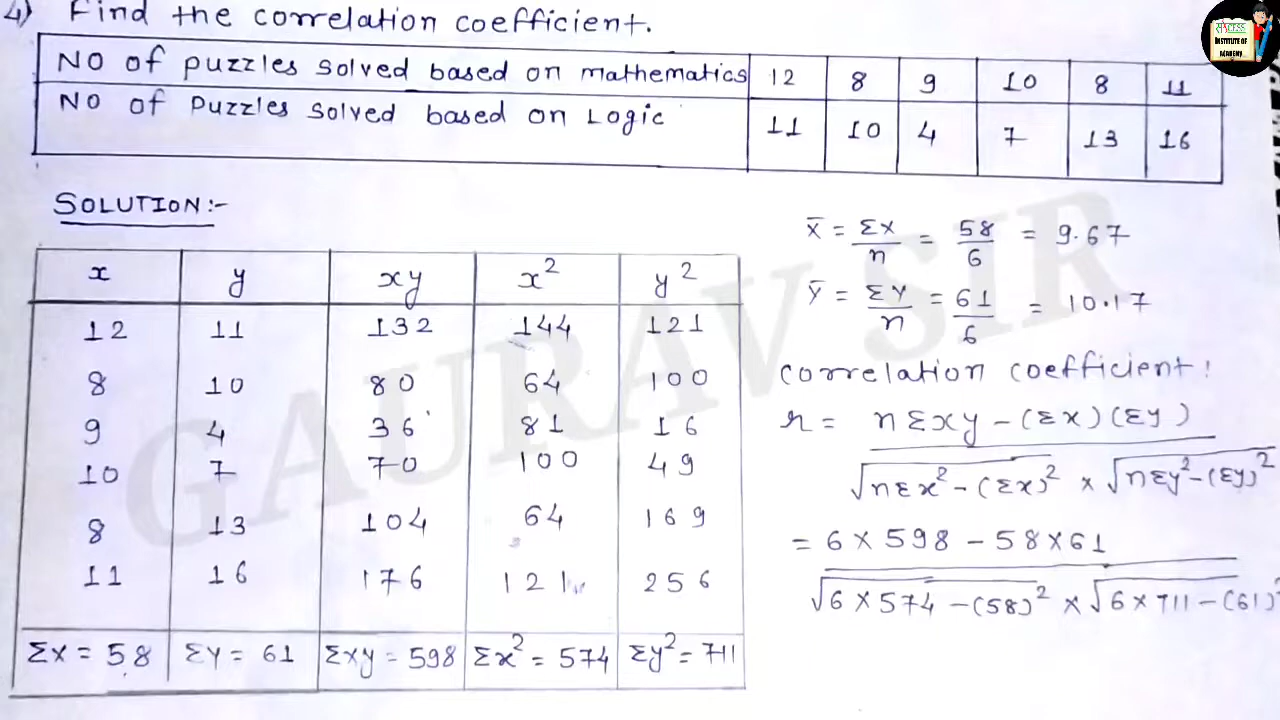 4) Find the correlation coefficient.
INSTITUTE OF
ACADEMY
NO of puzzles solved based on mathematics 12 8 9 10 8 11
NO of Puzzles solved based on Logic 11 10 4 7 13 16
SOLUTION:-
x y xy x² y²
12 11 132 144 121
8 10 80 64 100
9 4 36 81 16
10 7 70 100 49
8 13 104 64 169
11 16 176 121 256
Σx = 58 ΣY = 61 Σxy = 598 Σx² = 574 Σy² = 711
x̄ = Σx/n = 58/6 = 9.67
ȳ = ΣY/n = 61/6 = 10.17
correlation coefficient:
r = nΣxy - (Σx)(Σy)
√nΣx² - (Σx)² × √nΣy² - (Σy)²
= 6 × 598 - 58 × 61
√6 × 574 - (58)² × √6 × 711 - (61)²
GAURAV SIR